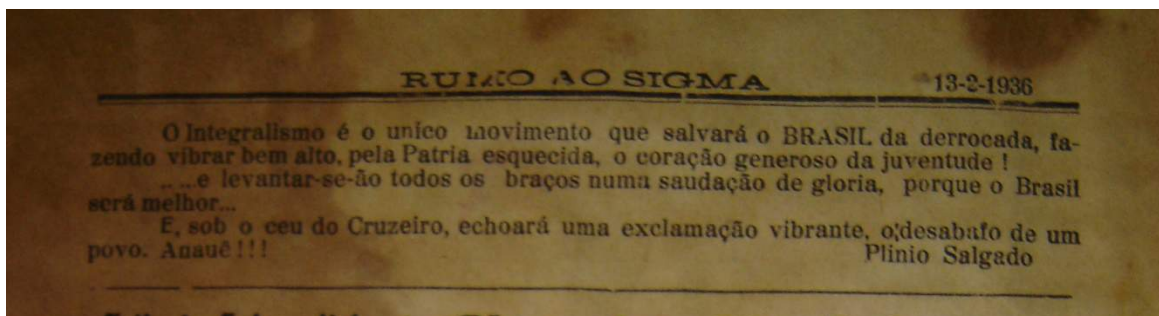 RUMO AO SIGMA 13-2-1936
O Integralismo é o unico movimento que salvará o BRASIL da derrocada, fa-
zendo vibrar bem alto, pela Patria esquecida, o coração generoso da juventude !
.. ...e levantar-se-ão todos os braços numa saudação de gloria, porque o Brasil
será melhor...
E, sob o ceu do Cruzeiro, echoará uma exclamação vibrante, o desabafo de um
povo. Anauê!!! Plinio Salgado